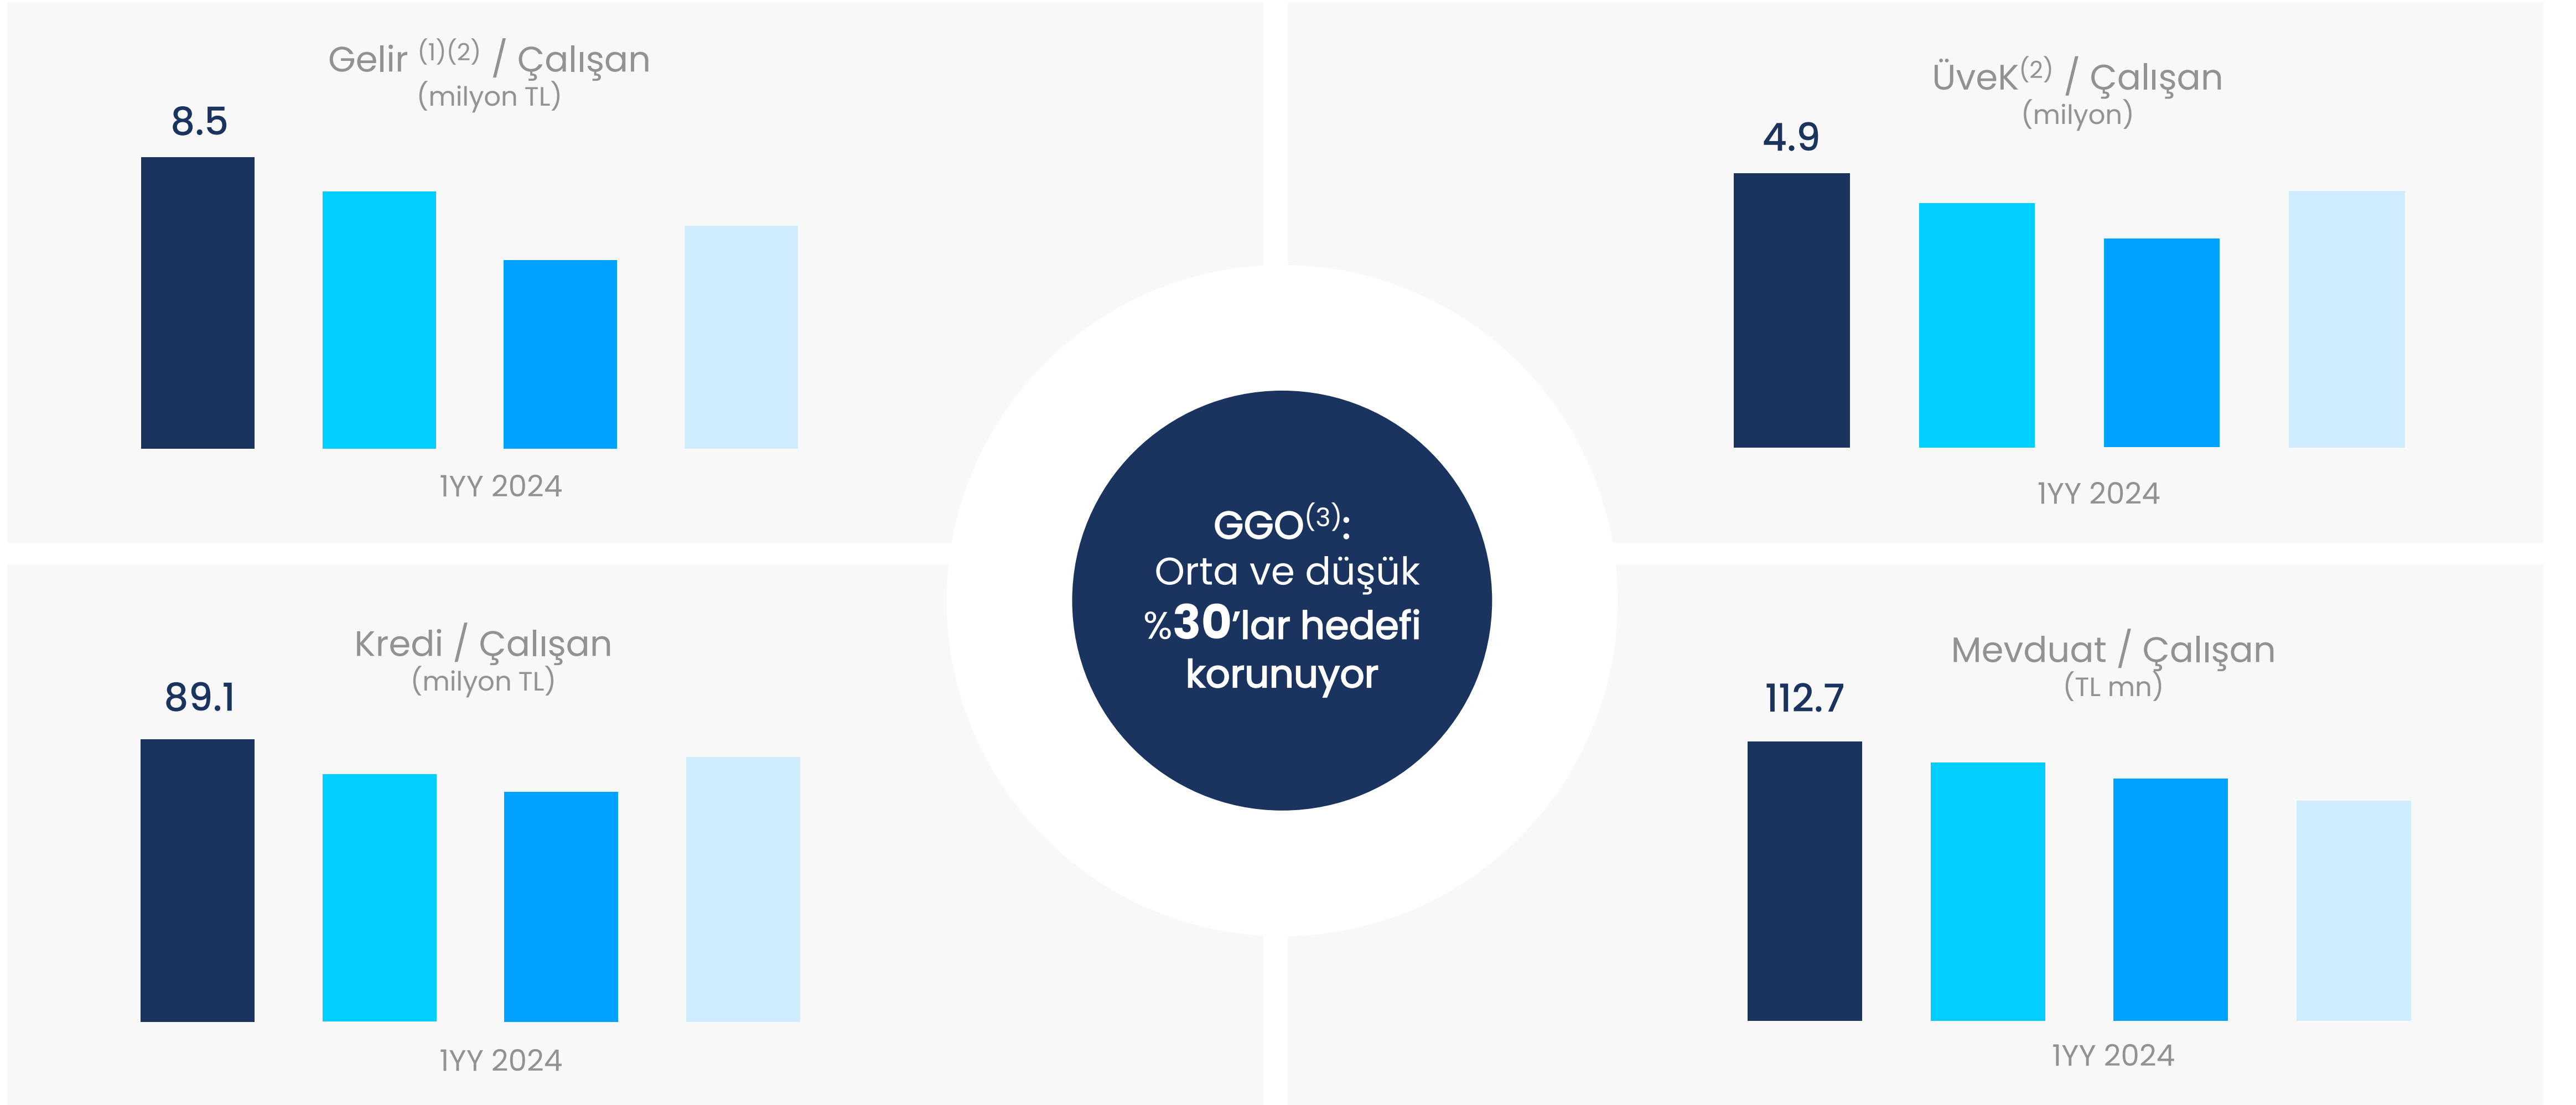 Gelir (1)(2) / Çalışan
(milyon TL)
8.5
1YY 2024
ÜveK(2) / Çalışan
(milyon)
4.9
1YY 2024
GGO(3):
Orta ve düşük
%30’lar hedefi
korunuyor
Kredi / Çalışan
(milyon TL)
89.1
1YY 2024
Mevduat / Çalışan
(TL mn)
112.7
1YY 2024